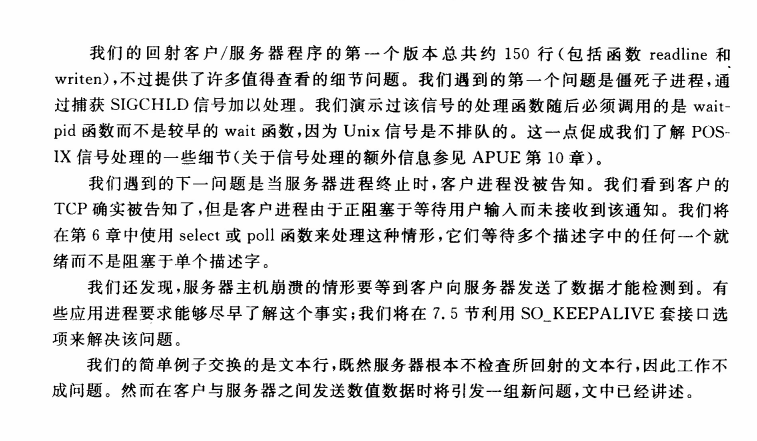 我们的回射客户/服务器程序的第一个版本总共约 150 行(包括函数 readline 和
writen),不过提供了许多值得查看的细节问题。我们遇到的第一个问题是僵死子进程,通
过捕获 SIGCHLD 信号加以处理。我们演示过该信号的处理函数随后必须调用的是 wait-
pid 函数而不是较早的 wait 函数,因为 Unix 信号是不排队的。这一点促成我们了解 POS-
IX 信号处理的一些细节(关于信号处理的额外信息参见 APUE 第 10 章)。
我们遇到的下一问题是当服务器进程终止时,客户进程没被告知。我们看到客户的
TCP 确实被告知了,但是客户进程由于正阻塞于等待用户输入而未接收到该通知。我们将
在第 6 章中使用 select 或 poll 函数来处理这种情形,它们等待多个描述字中的任何一个就
绪而不是阻塞于单个描述字。
我们还发现,服务器主机崩溃的情形要等到客户向服务器发送了数据才能检测到。有
些应用进程要求能够尽早了解这个事实;我们将在 7.5 节利用 SO_KEEPALIVE 套接口选
项来解决该问题。
我们的简单例子交换的是文本行,既然服务器根本不检查所回射的文本行,因此工作不
成问题。然而在客户与服务器之间发送数值数据时将引发一组新问题,文中已经讲述。